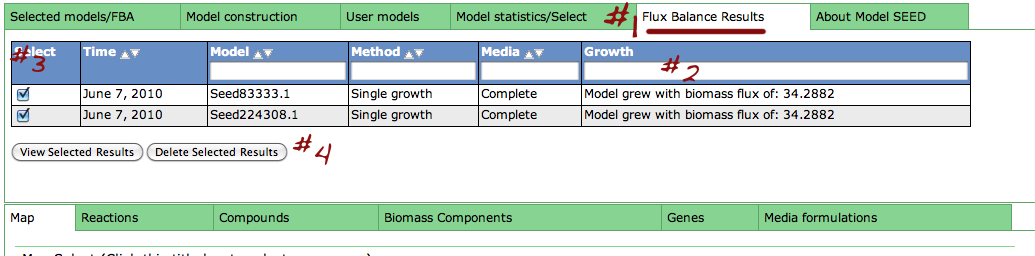 Selected models/FBA Model construction User models Model statistics/Select #1 Flux Balance Results About Model SEED
Select #3 Time Model Method Media Growth
#2
June 7, 2010 Seed83333.1 Single growth Complete Model grew with biomass flux of: 34.2882
June 7, 2010 Seed224308.1 Single growth Complete Model grew with biomass flux of: 34.2882
View Selected Results Delete Selected Results #4
Map Reactions Compounds Biomass Components Genes Media formulations